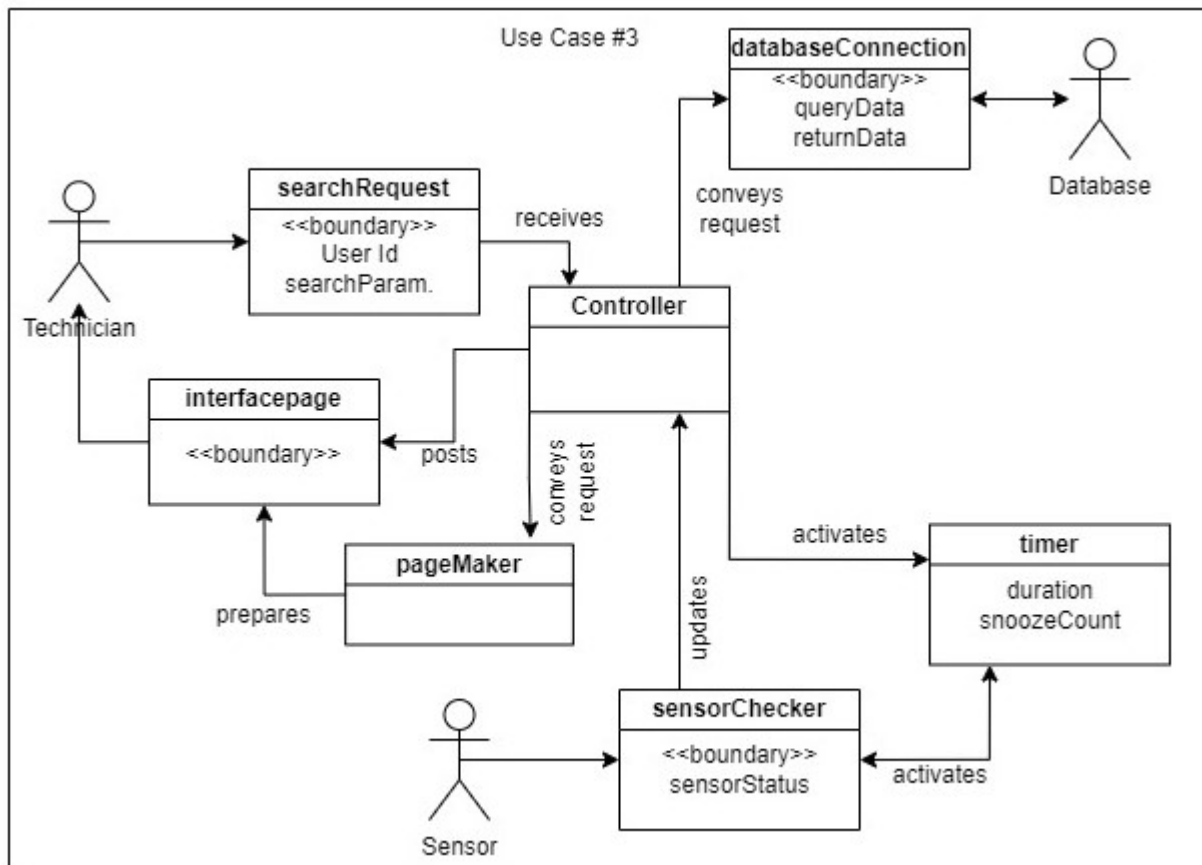 Use Case #3
databaseConnection
<<boundary>>
queryData
returnData
Database
conveys
request
searchRequest
<<boundary>>
User Id
searchParam.
receives
Technician
Controller
interfacepage
<<boundary>>
posts
conveys
request
pageMaker
prepares
activates
timer
duration
snoozeCount
updates
sensorChecker
<<boundary>>
sensorStatus
activates
Sensor